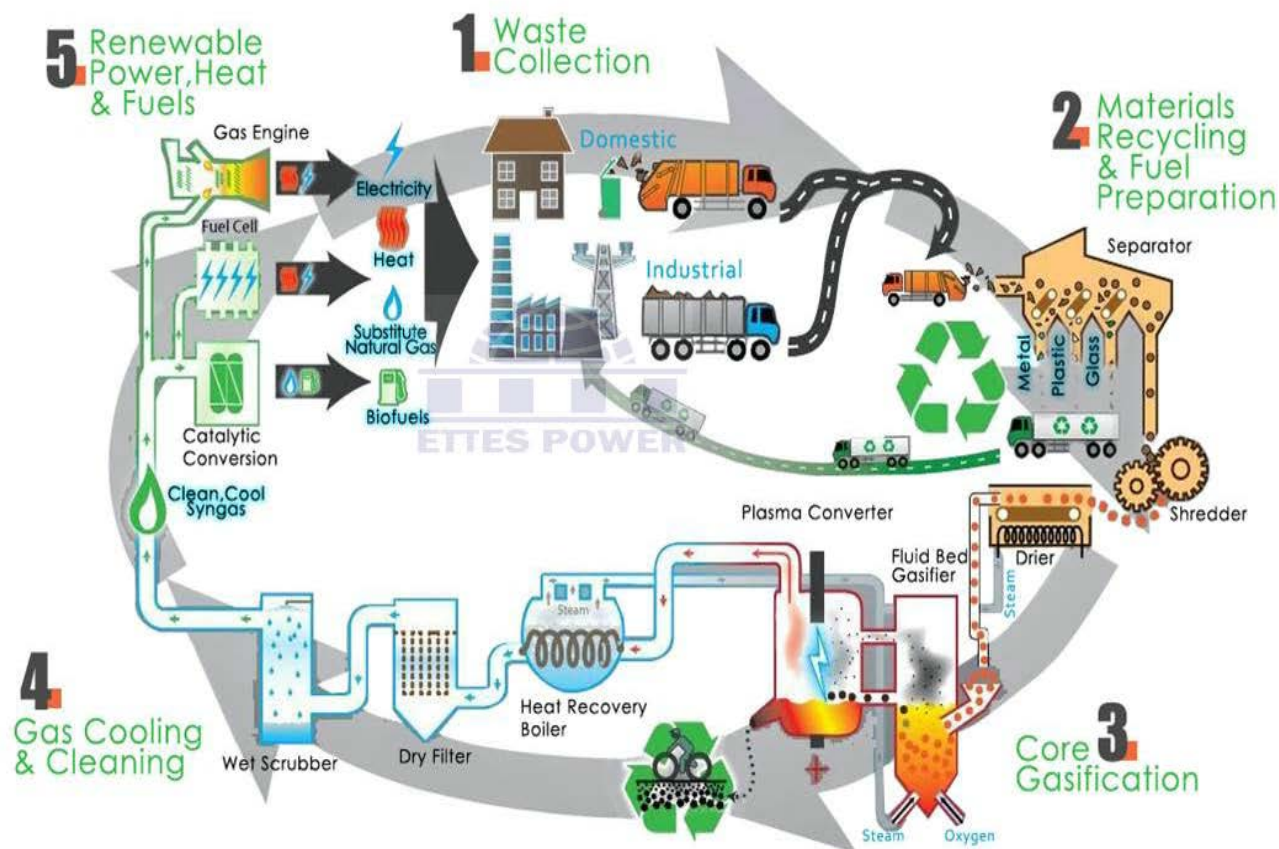 5. Renewable
Power,Heat
& Fuels
1. Waste
Collection
2. Materials
Recycling
& Fuel
Preparation
Gas Engine
Electricity
Fuel Cell
Heat
Substitute
Natural Gas
Biofuels
Catalytic
Conversion
Clean,Cool
Syngas
Domestic
Industrial
ETTES POWER
Separator
Metal
Plastic
Glass
Shredder
Drier
Steam
Fluid Bed
Gasifier
Plasma Converter
Steam
Heat Recovery
Boiler
Dry Filter
Wet Scrubber
4. Gas Cooling
& Cleaning
Core 3.
Gasification
Steam
Oxygen